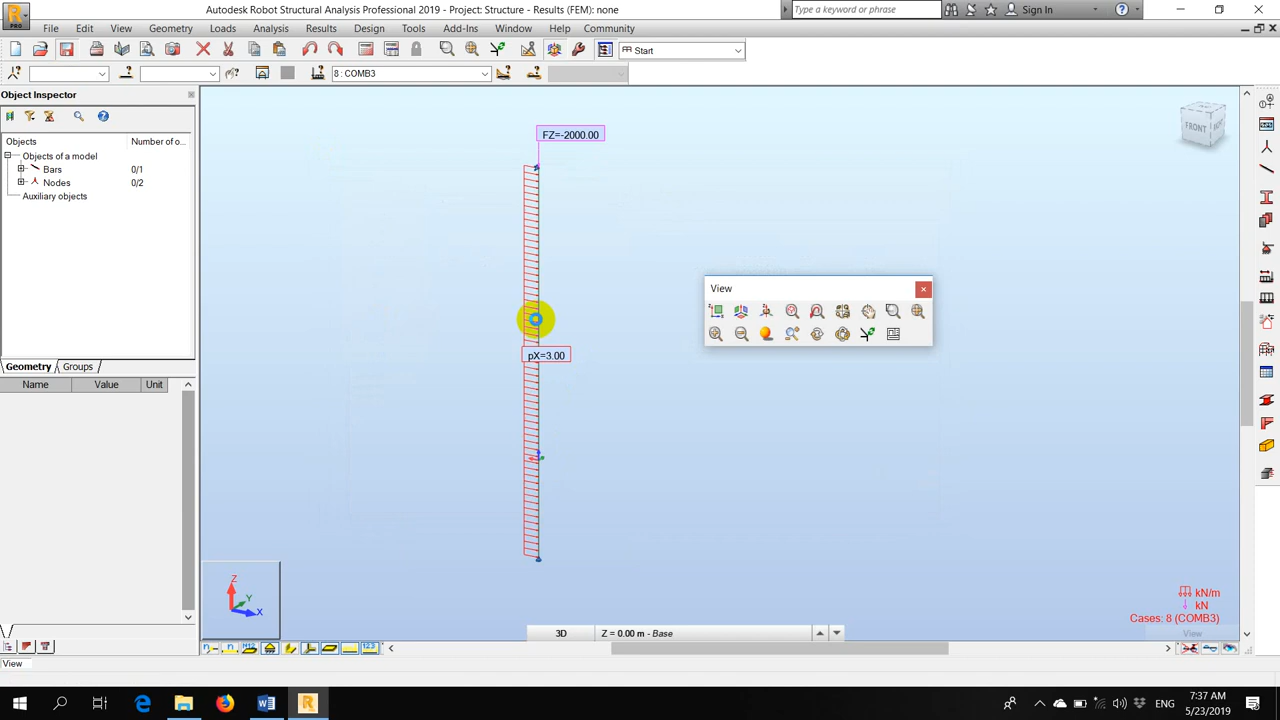 Autodesk Robot Structural Analysis Professional 2019 - Project: Structure - Results (FEM): none
Type a keyword or phrase
Sign In
PRO
File Edit View Geometry Loads Analysis Results Design Tools Add-Ins Window Help Community
Start
8 : COMB3
Object Inspector
Objects Number of o...
Objects of a model
Bars 0/1
Nodes 0/2
Auxiliary objects
Geometry Groups
Name Value Unit
FZ=-2000.00
pX=3.00
View
FRONT
RIGHT
Z
Y
X
kN/m
kN
Cases: 8 (COMB3)
View
3D Z = 0.00 m - Base
View
ENG
7:37 AM
5/23/2019